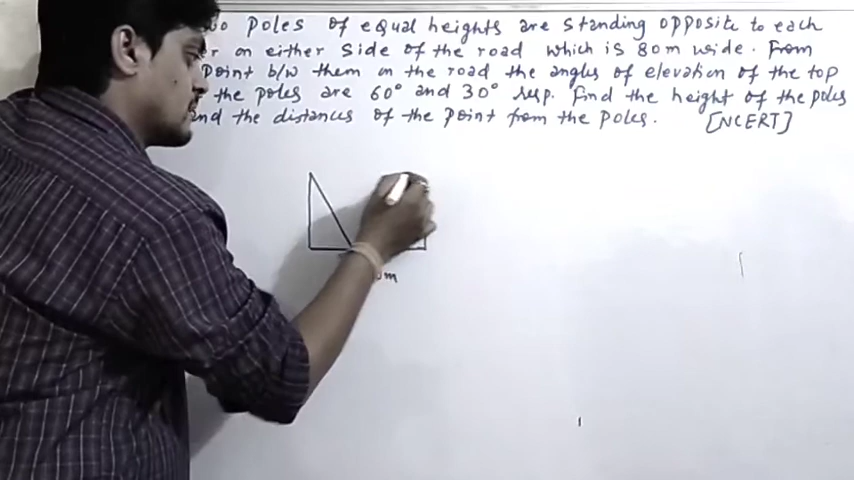 poles of equal heights are standing opposite to each
on either side of the road which is 80m wide. From
Point b/w them on the road the angles of elevation of the top
the poles are 60° and 30° resp. Find the height of the poles
and the distances of the point from the poles. [NCERT]
m